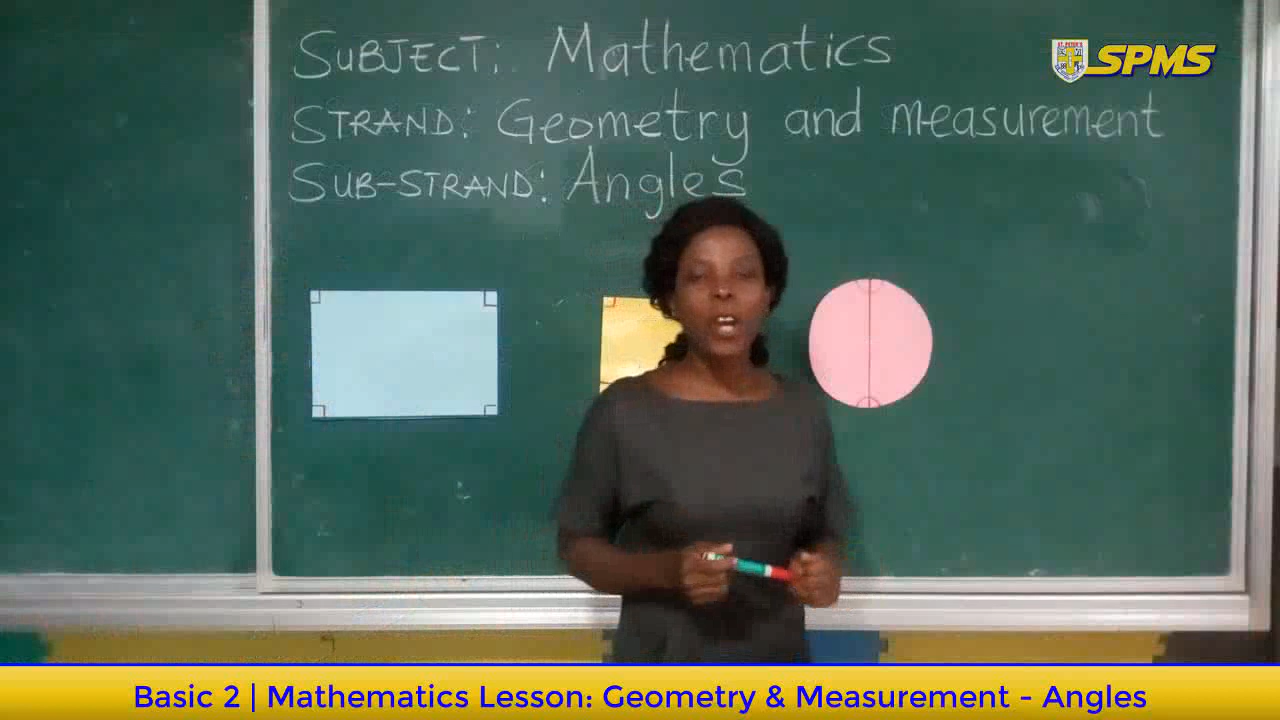 SUBJECT: Mathematics
SPMS
STRAND: Geometry and measurement
SUB-STRAND: Angles
Basic 2 | Mathematics Lesson: Geometry & Measurement - Angles